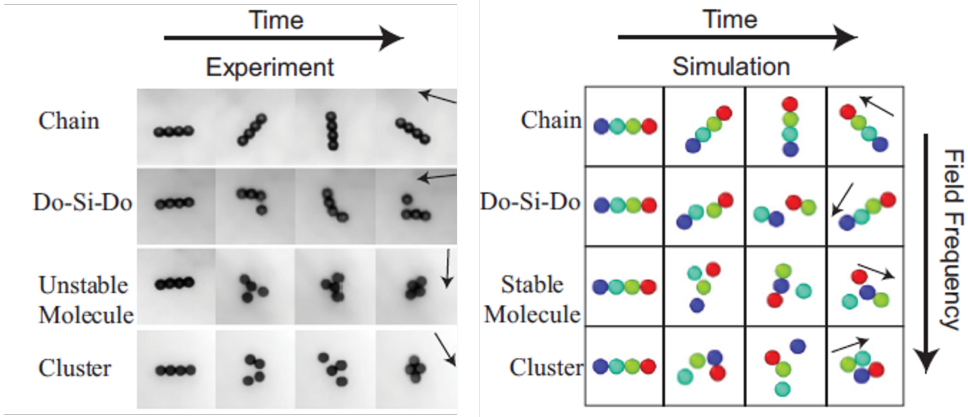 Time
Experiment
Chain
Do-Si-Do
Unstable
Molecule
Cluster
Time
Simulation
Chain
Do-Si-Do
Stable
Molecule
Cluster
Field Frequency